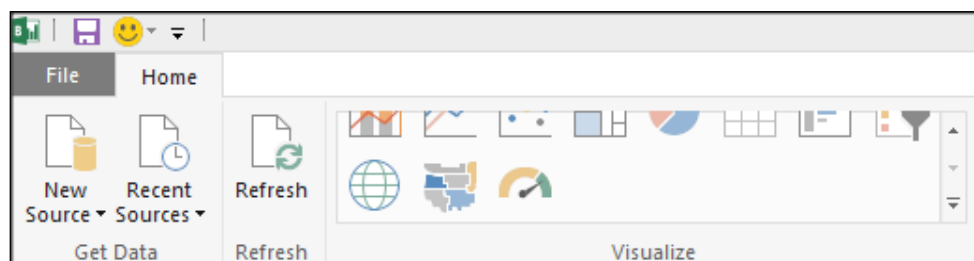 File Home
New Recent Refresh
Source Sources
Get Data Refresh Visualize